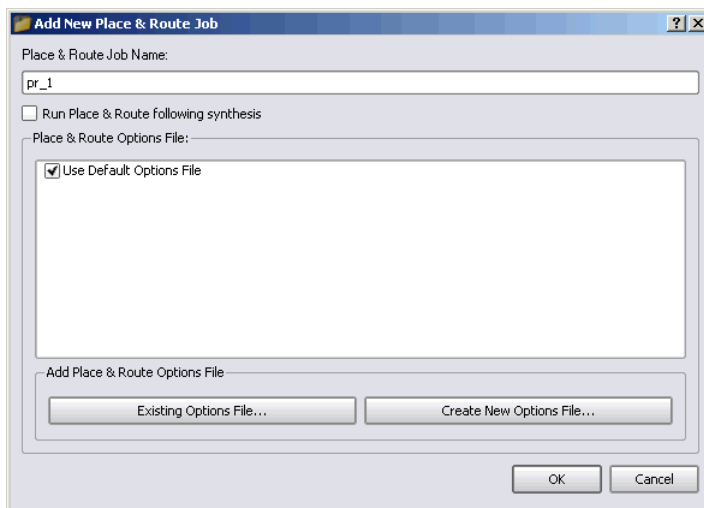 Add New Place & Route Job
Place & Route Job Name:
pr_1
Run Place & Route following synthesis
Place & Route Options File:
Use Default Options File
Add Place & Route Options File
Existing Options File...
Create New Options File...
OK
Cancel